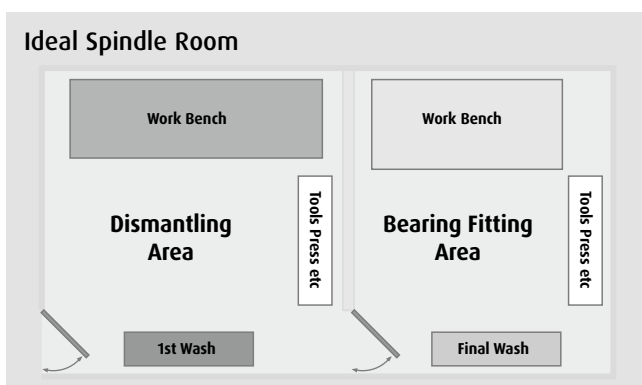 Ideal Spindle Room
Work Bench
Work Bench
Dismantling
Area
Tools Press etc
Bearing Fitting
Area
Tools Press etc
1st Wash
Final Wash